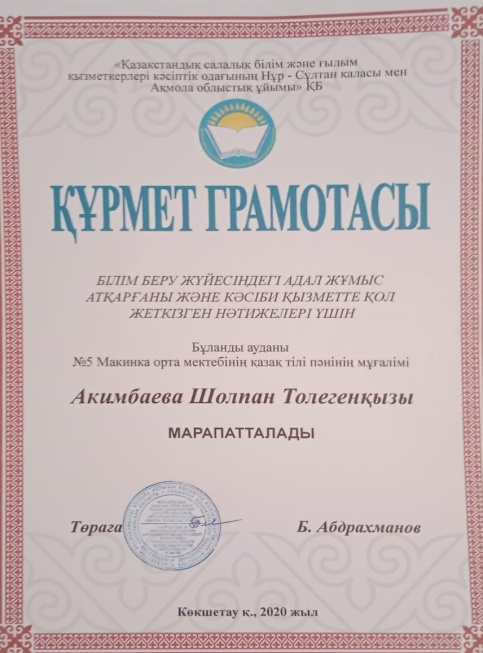 «Қазақстандық салалық білім және ғылым
қызметкерлері кәсіптік одағының Нұр - Сұлтан қаласы мен
Ақмола облыстық ұйымы» ҚБ
ҚҰРМЕТ ГРАМОТАСЫ
БІЛІМ БЕРУ ЖҮЙЕСІНДЕГІ АДАЛ ЖҰМЫС
АТҚАРҒАНЫ ЖӘНЕ КӘСІБИ ҚЫЗМЕТТЕ ҚОЛ
ЖЕТКІЗГЕН НӘТИЖЕЛЕРІ ҮШІН
Бұланды ауданы
№5 Макинка орта мектебінің қазақ тілі пәнінің мұғалімі
Акимбаева Шолпан Толегенқызы
МАРАПАТТАЛАДЫ
Төраға Б. Абдрахманов
Көкшетау қ., 2020 жыл